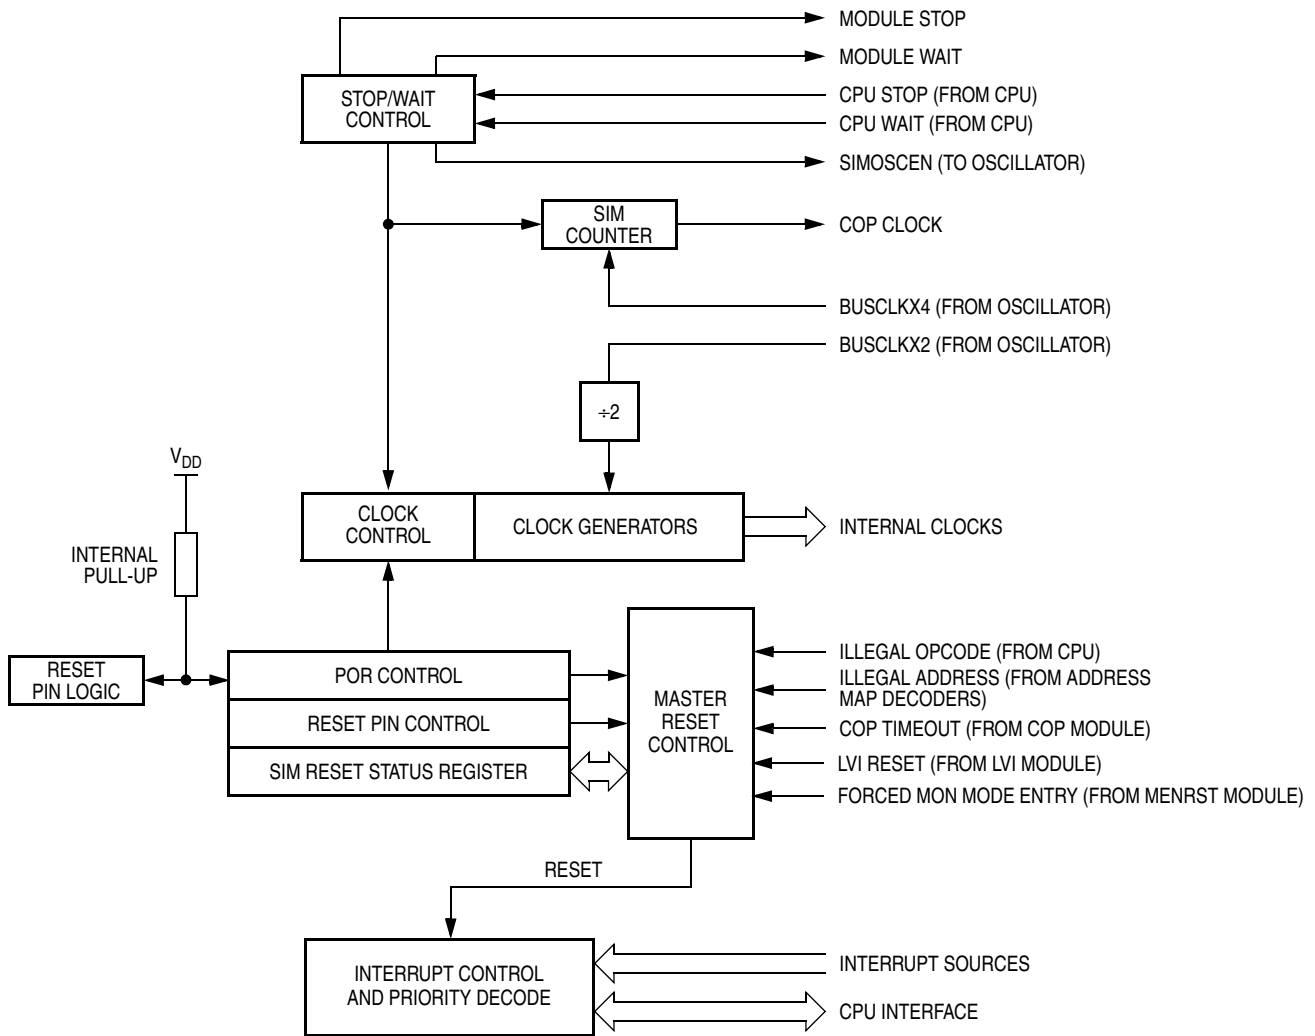 MODULE STOP
MODULE WAIT
STOP/WAIT
CONTROL
CPU STOP (FROM CPU)
CPU WAIT (FROM CPU)
SIMOSCEN (TO OSCILLATOR)
SIM
COUNTER
COP CLOCK
BUSCLKX4 (FROM OSCILLATOR)
BUSCLKX2 (FROM OSCILLATOR)
÷2
VDD
CLOCK
CONTROL
CLOCK GENERATORS
INTERNAL CLOCKS
INTERNAL
PULL-UP
RESET
PIN LOGIC
POR CONTROL
RESET PIN CONTROL
SIM RESET STATUS REGISTER
MASTER
RESET
CONTROL
ILLEGAL OPCODE (FROM CPU)
ILLEGAL ADDRESS (FROM ADDRESS
MAP DECODERS)
COP TIMEOUT (FROM COP MODULE)
LVI RESET (FROM LVI MODULE)
FORCED MON MODE ENTRY (FROM MENRST MODULE)
RESET
INTERRUPT CONTROL
AND PRIORITY DECODE
INTERRUPT SOURCES
CPU INTERFACE